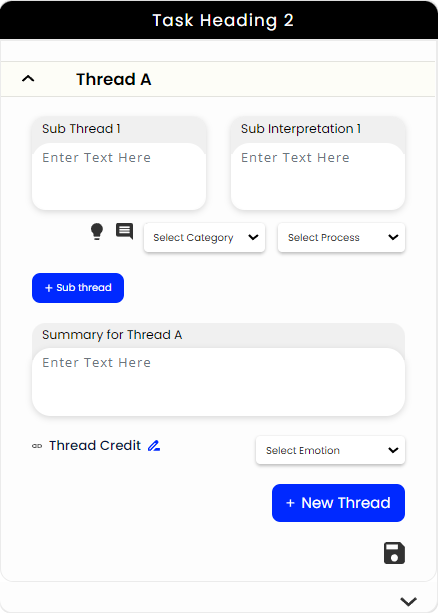 Task Heading 2
Thread A
Sub Thread 1
Sub Interpretation 1
Enter Text Here
Enter Text Here
Select Category
Select Process
+ Sub thread
Summary for Thread A
Enter Text Here
Thread Credit
Select Emotion
+ New Thread